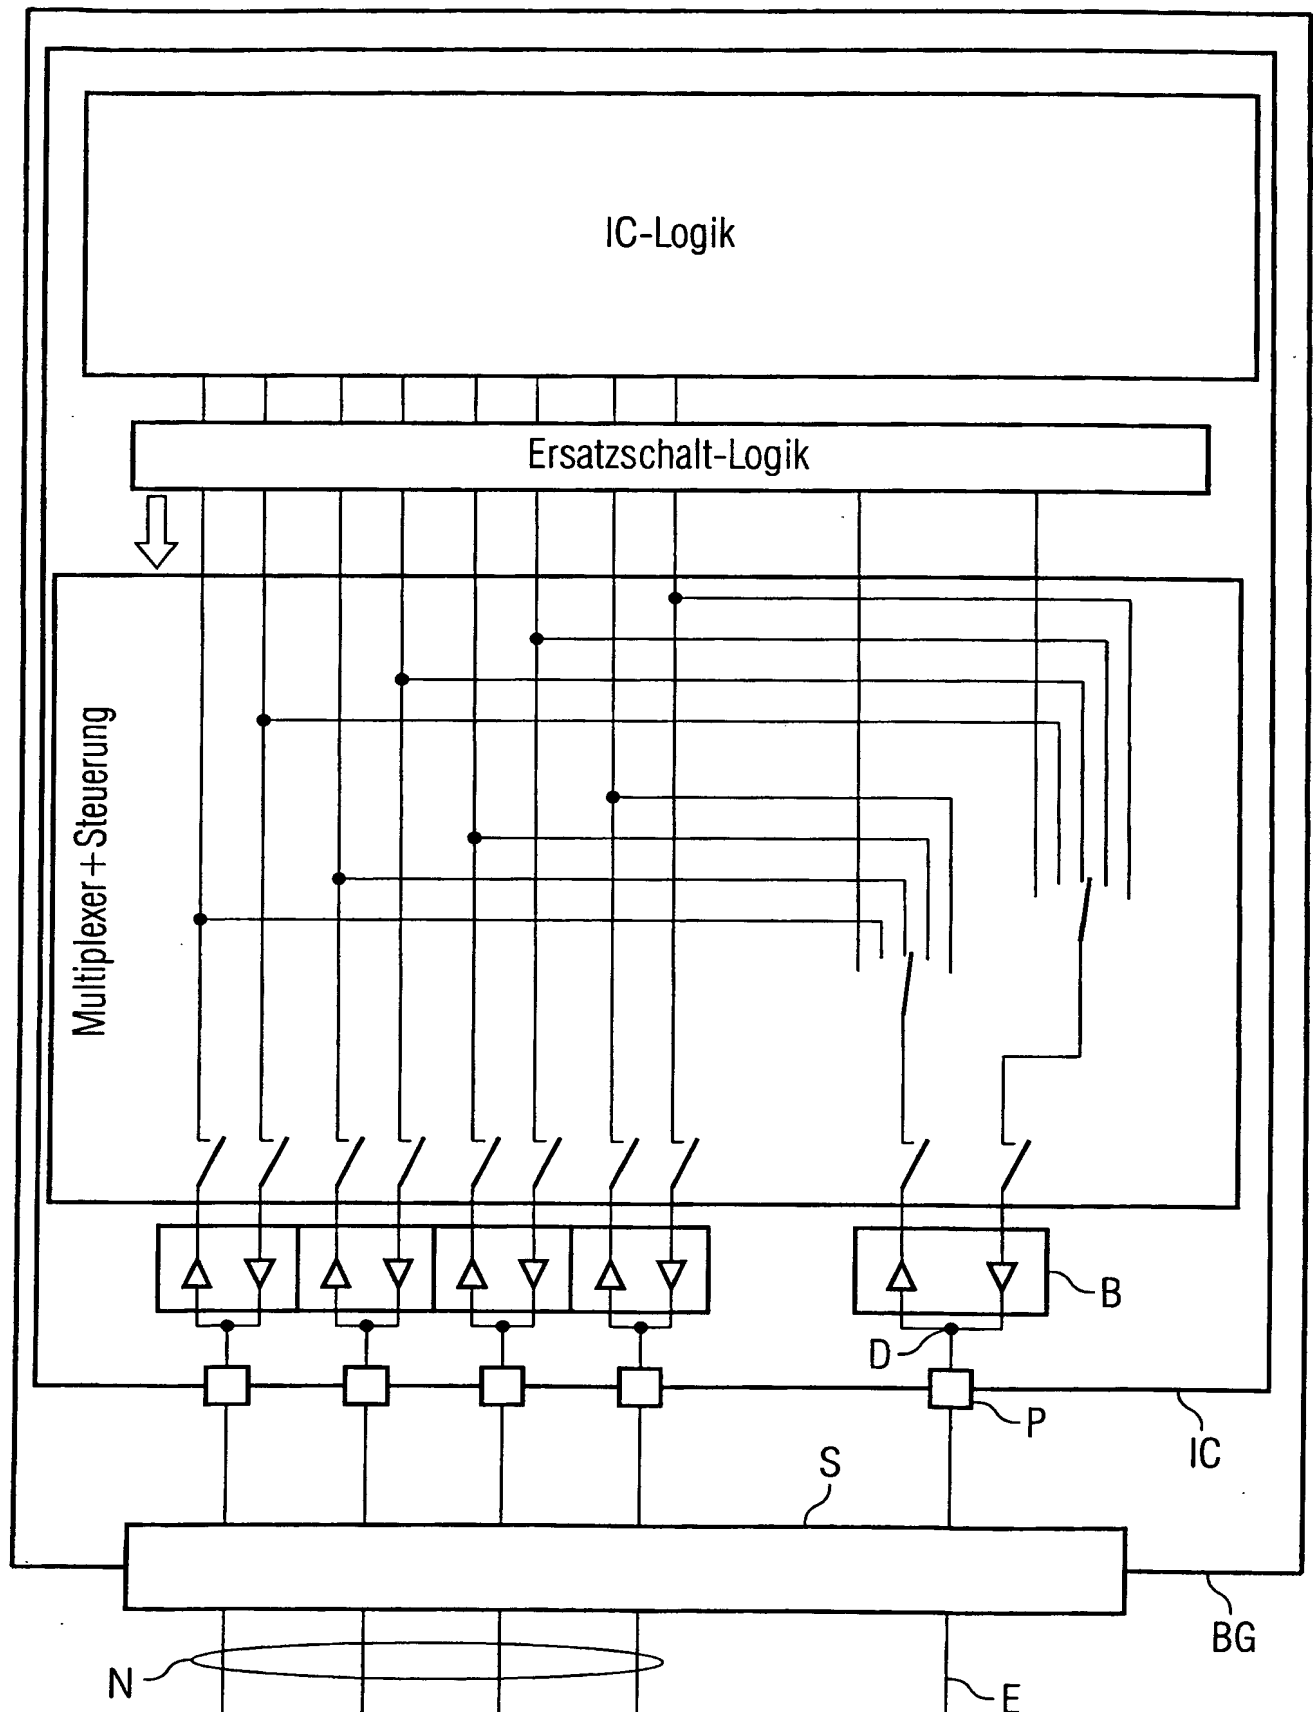 IC-Logik
Ersatzschalt-Logik
Multiplexer+Steuerung
B
D
P
IC
S
BG
N
E